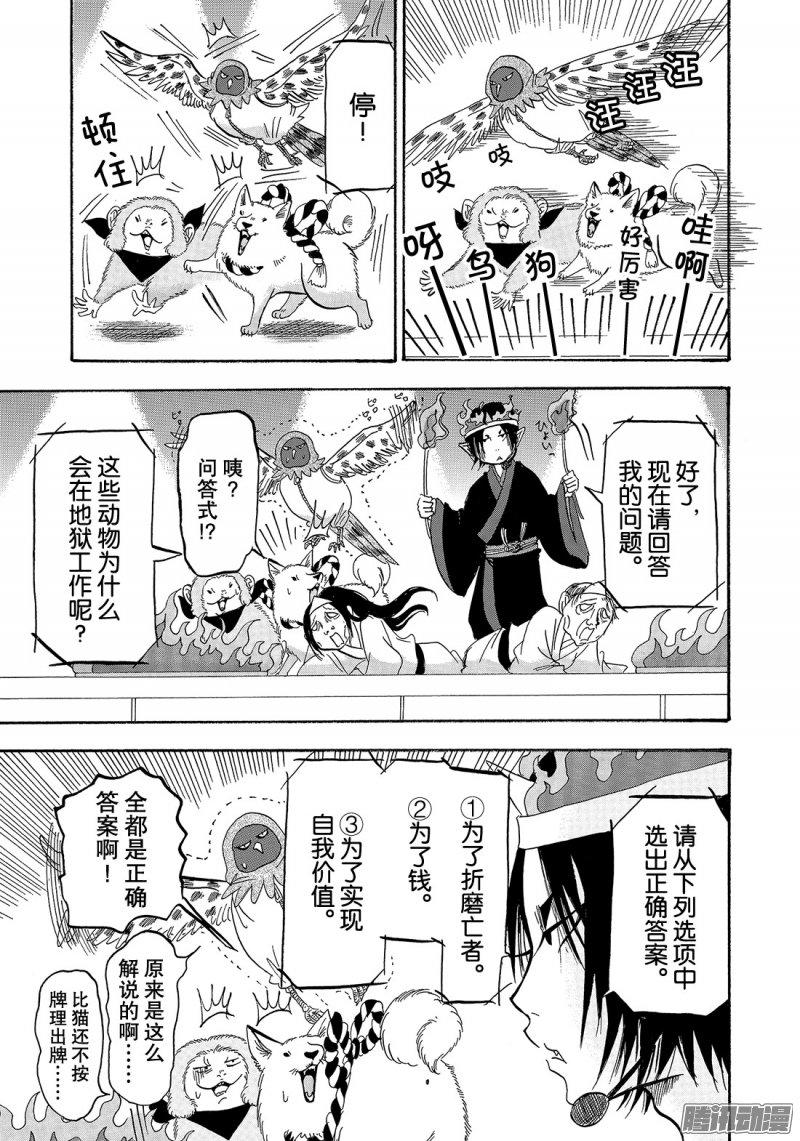 汪
汪
汪
吱
吱
哇啊
好厉害
狗
鸟
呀
停！
顿住
好了，
现在请回答
我的问题。
ひょい
咦？
问答式!?
这些动物为什么
会在地狱工作呢？
请从下列选项中
选出正确答案。
①为了折磨亡者。
②为了钱。
③为了实现
自我价值。
全都是正确
答案啊！
原来是这么
解说的啊……
比猫还不按
牌理出牌……
腾讯动漫